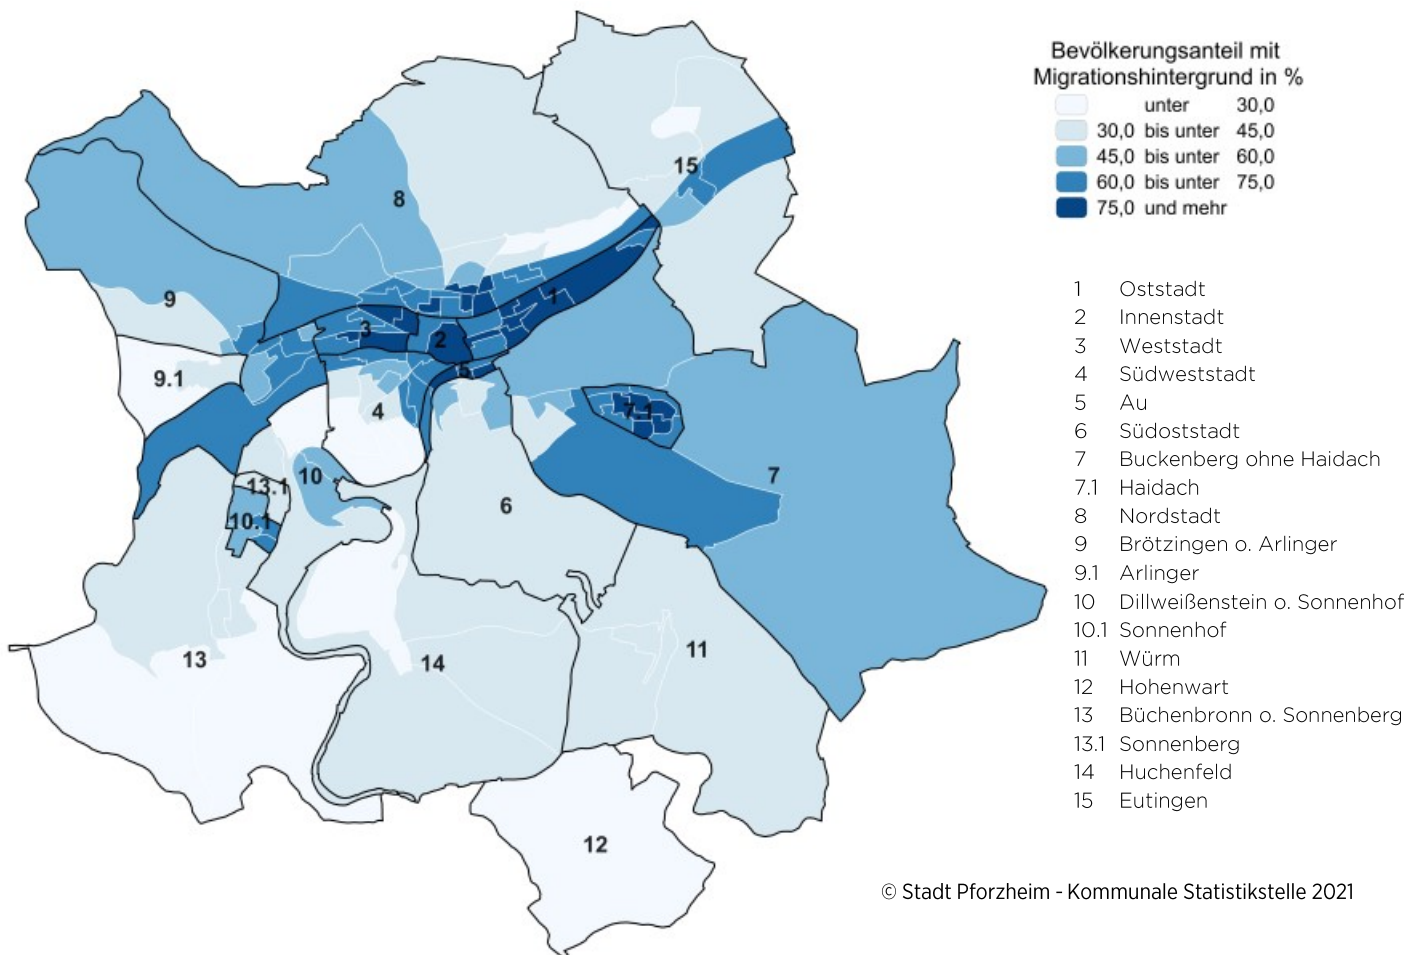 Bevölkerungsanteil mit
Migrationshintergrund in %
unter 30,0
30,0 bis unter 45,0
45,0 bis unter 60,0
60,0 bis unter 75,0
75,0 und mehr
15
8
9
1
3
2
9.1
5
4
7.1
10
13.1
7
6
10.1
11
13
14
12
1 Oststadt
2 Innenstadt
3 Weststadt
4 Südweststadt
5 Au
6 Südoststadt
7 Buckenberg ohne Haidach
7.1 Haidach
8 Nordstadt
9 Brötzingen o. Arlinger
9.1 Arlinger
10 Dillweißenstein o. Sonnenhof
10.1 Sonnenhof
11 Würm
12 Hohenwart
13 Büchenbronn o. Sonnenberg
13.1 Sonnenberg
14 Huchenfeld
15 Eutingen
© Stadt Pforzheim - Kommunale Statistikstelle 2021